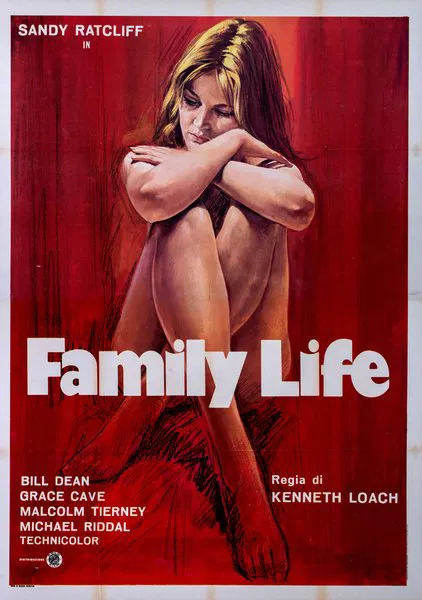 SANDY RATCLIFF
IN
Family Life
BILL DEAN
GRACE CAVE
MALCOLM TIERNEY
MICHAEL RIDDAL
TECHNICOLOR
Regia di
KENNETH LOACH